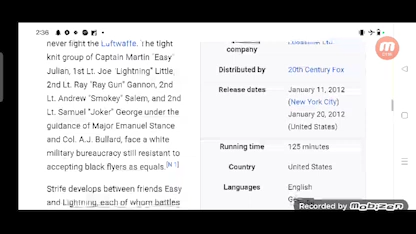 2:36
never fight the Luftwaffe. The tight
knit group of Captain Martin "Easy"
Julian, 1st Lt. Joe 'Lightning" Little,
2nd Lt. Ray "Ray Gun" Gannon, 2nd
Lt. Andrew "Smokey" Salem, and 2nd
Lt. Samuel "Joker" George under the
guidance of Major Emanuel Stance
and Col. A.J. Bullard, face a white
military bureaucracy still resistant to
accepting black flyers as equals.[N 1]
Strife develops between friends Easy
and Lightning, each of whom battles
company
Distributed by 20th Century Fox
Release dates January 11, 2012
(New York City)
January 20, 2012
(United States)
Running time 125 minutes
Country United States
Languages English
Recorded by Mobizen